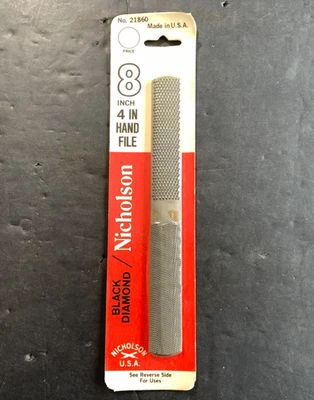 No. 21860
Made in U.S.A.
PRICE
8
INCH
4 IN
HAND
FILE
BLACK
DIAMOND / Nicholson
NICHOLSON
U.S.A.
See Reverse Side
For Uses